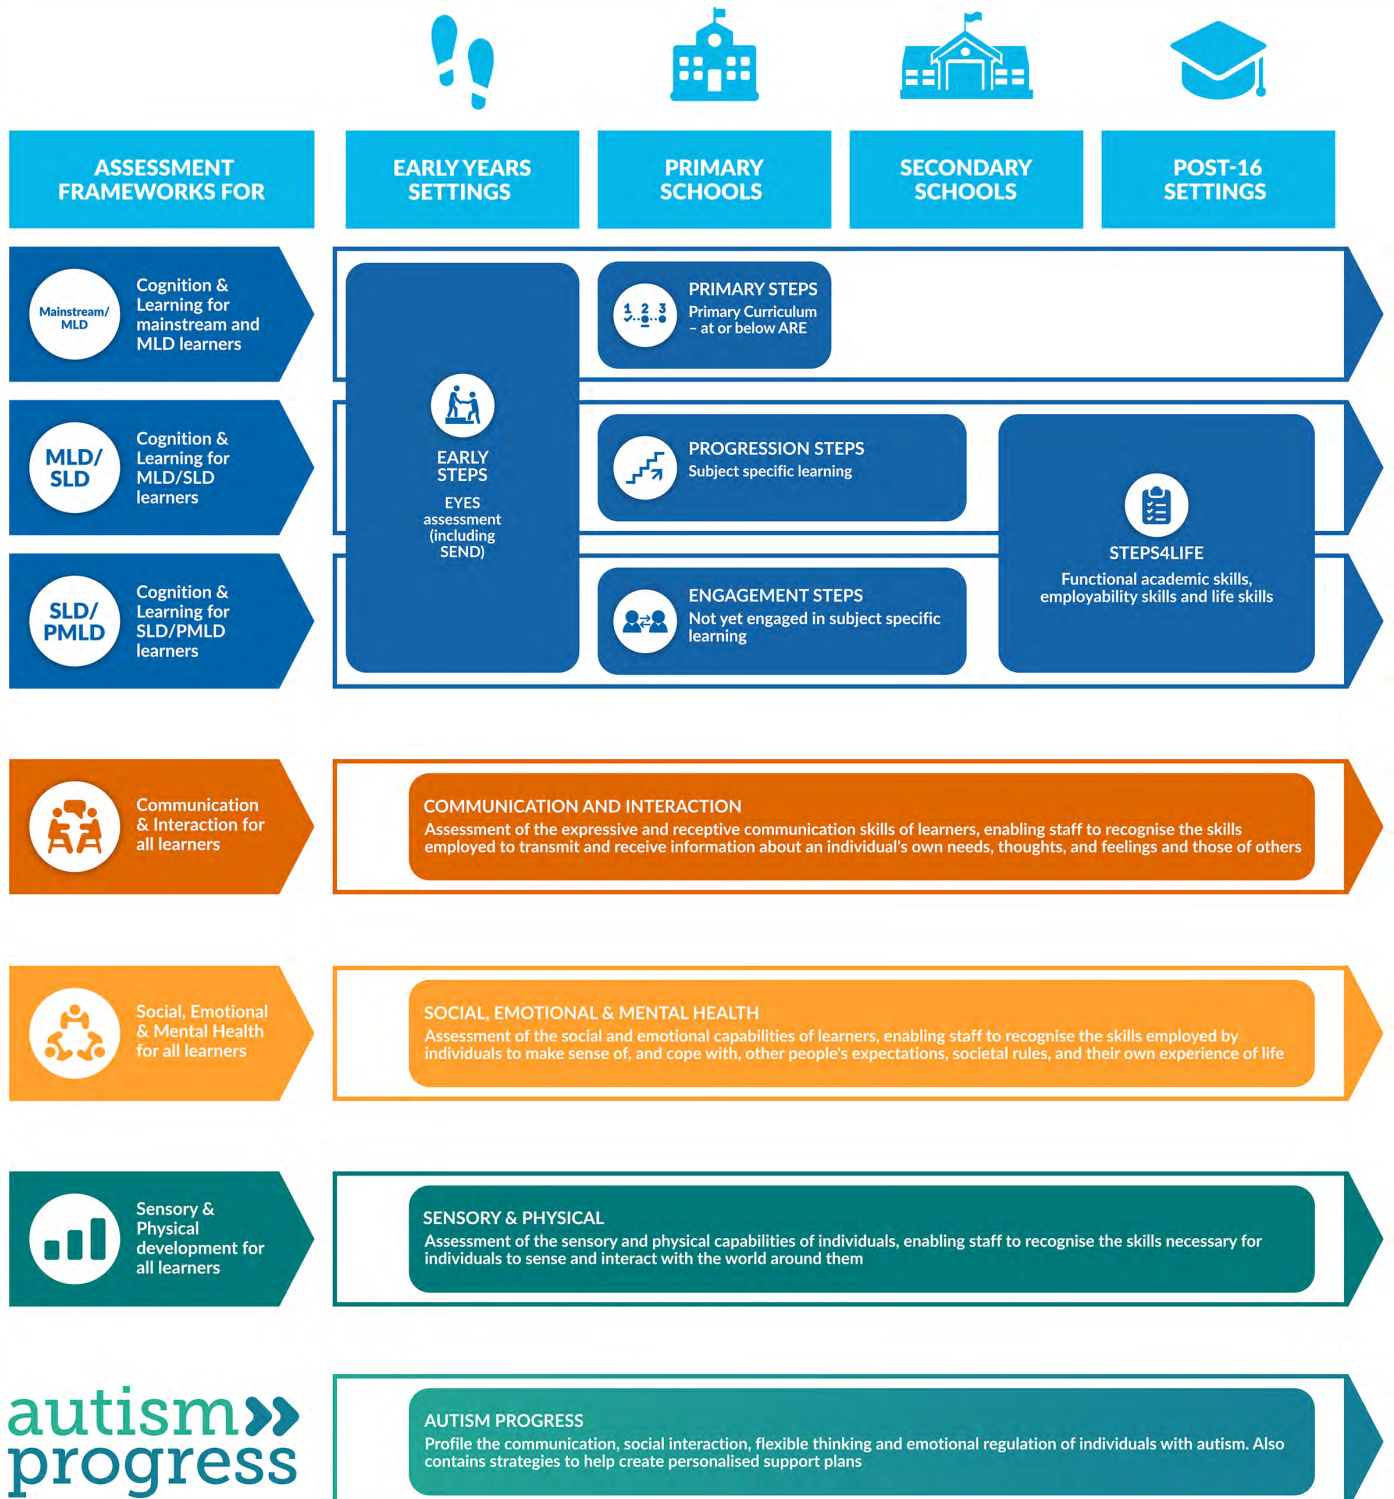 ASSESSMENT
FRAMEWORKS FOR
EARLY YEARS
SETTINGS
PRIMARY
SCHOOLS
SECONDARY
SCHOOLS
POST-16
SETTINGS
Mainstream/
MLD
Cognition &
Learning for
mainstream and
MLD learners
PRIMARY STEPS
1 2 3
Primary Curriculum
– at or below ARE
MLD/
SLD
Cognition &
Learning for
MLD/SLD
learners
EARLY
STEPS
EYES
assessment
(including
SEND)
PROGRESSION STEPS
Subject specific learning
STEPS4LIFE
Functional academic skills,
employability skills and life skills
SLD/
PMLD
Cognition &
Learning for
SLD/PMLD
learners
ENGAGEMENT STEPS
Not yet engaged in subject specific
learning
Communication
& Interaction for
all learners
COMMUNICATION AND INTERACTION
Assessment of the expressive and receptive communication skills of learners, enabling staff to recognise the skills
employed to transmit and receive information about an individual's own needs, thoughts, and feelings and those of others
Social, Emotional
& Mental Health
for all learners
SOCIAL, EMOTIONAL & MENTAL HEALTH
Assessment of the social and emotional capabilities of learners, enabling staff to recognise the skills employed by
individuals to make sense of, and cope with, other people's expectations, societal rules, and their own experience of life
Sensory &
Physical
development for
all learners
SENSORY & PHYSICAL
Assessment of the sensory and physical capabilities of individuals, enabling staff to recognise the skills necessary for
individuals to sense and interact with the world around them
autism
progress
AUTISM PROGRESS
Profile the communication, social interaction, flexible thinking and emotional regulation of individuals with autism. Also
contains strategies to help create personalised support plans